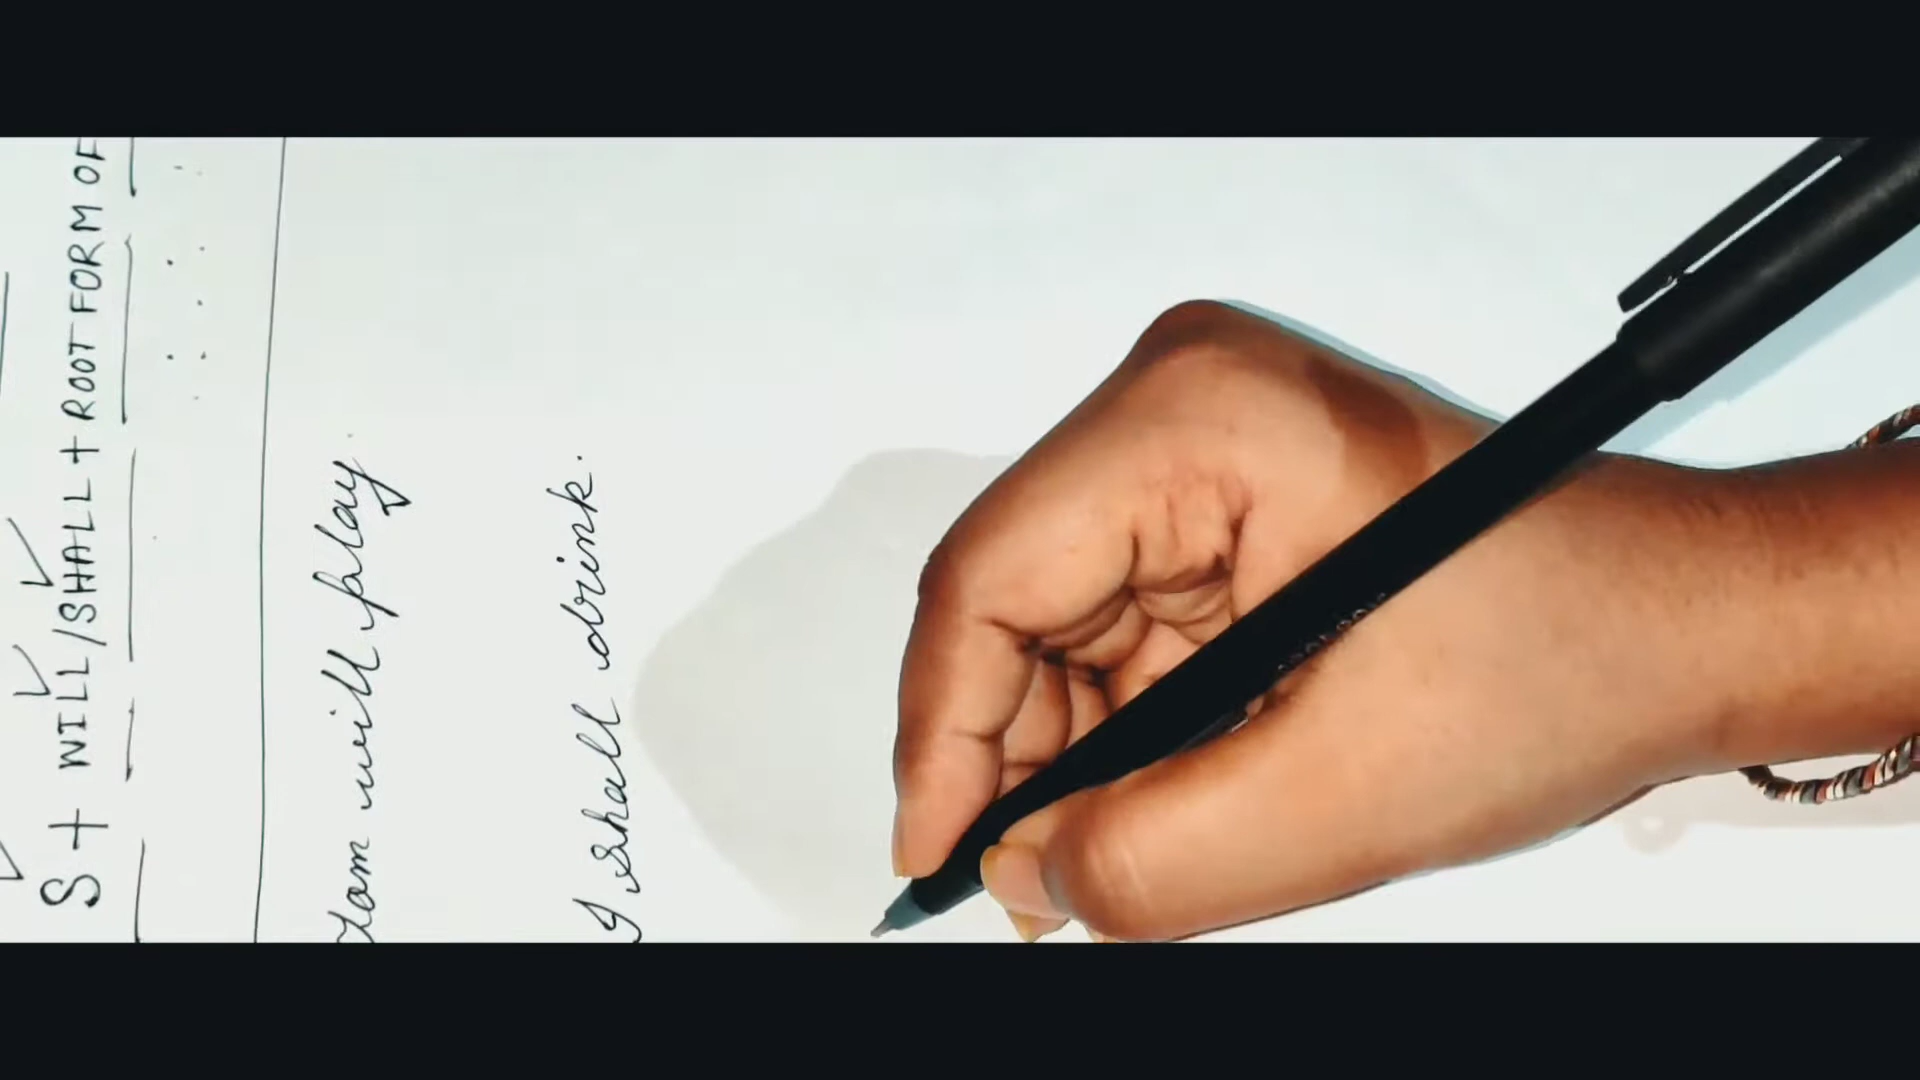 S + WILL/SHALL + ROOT FORM OF
Tom will play.
I shall drink.